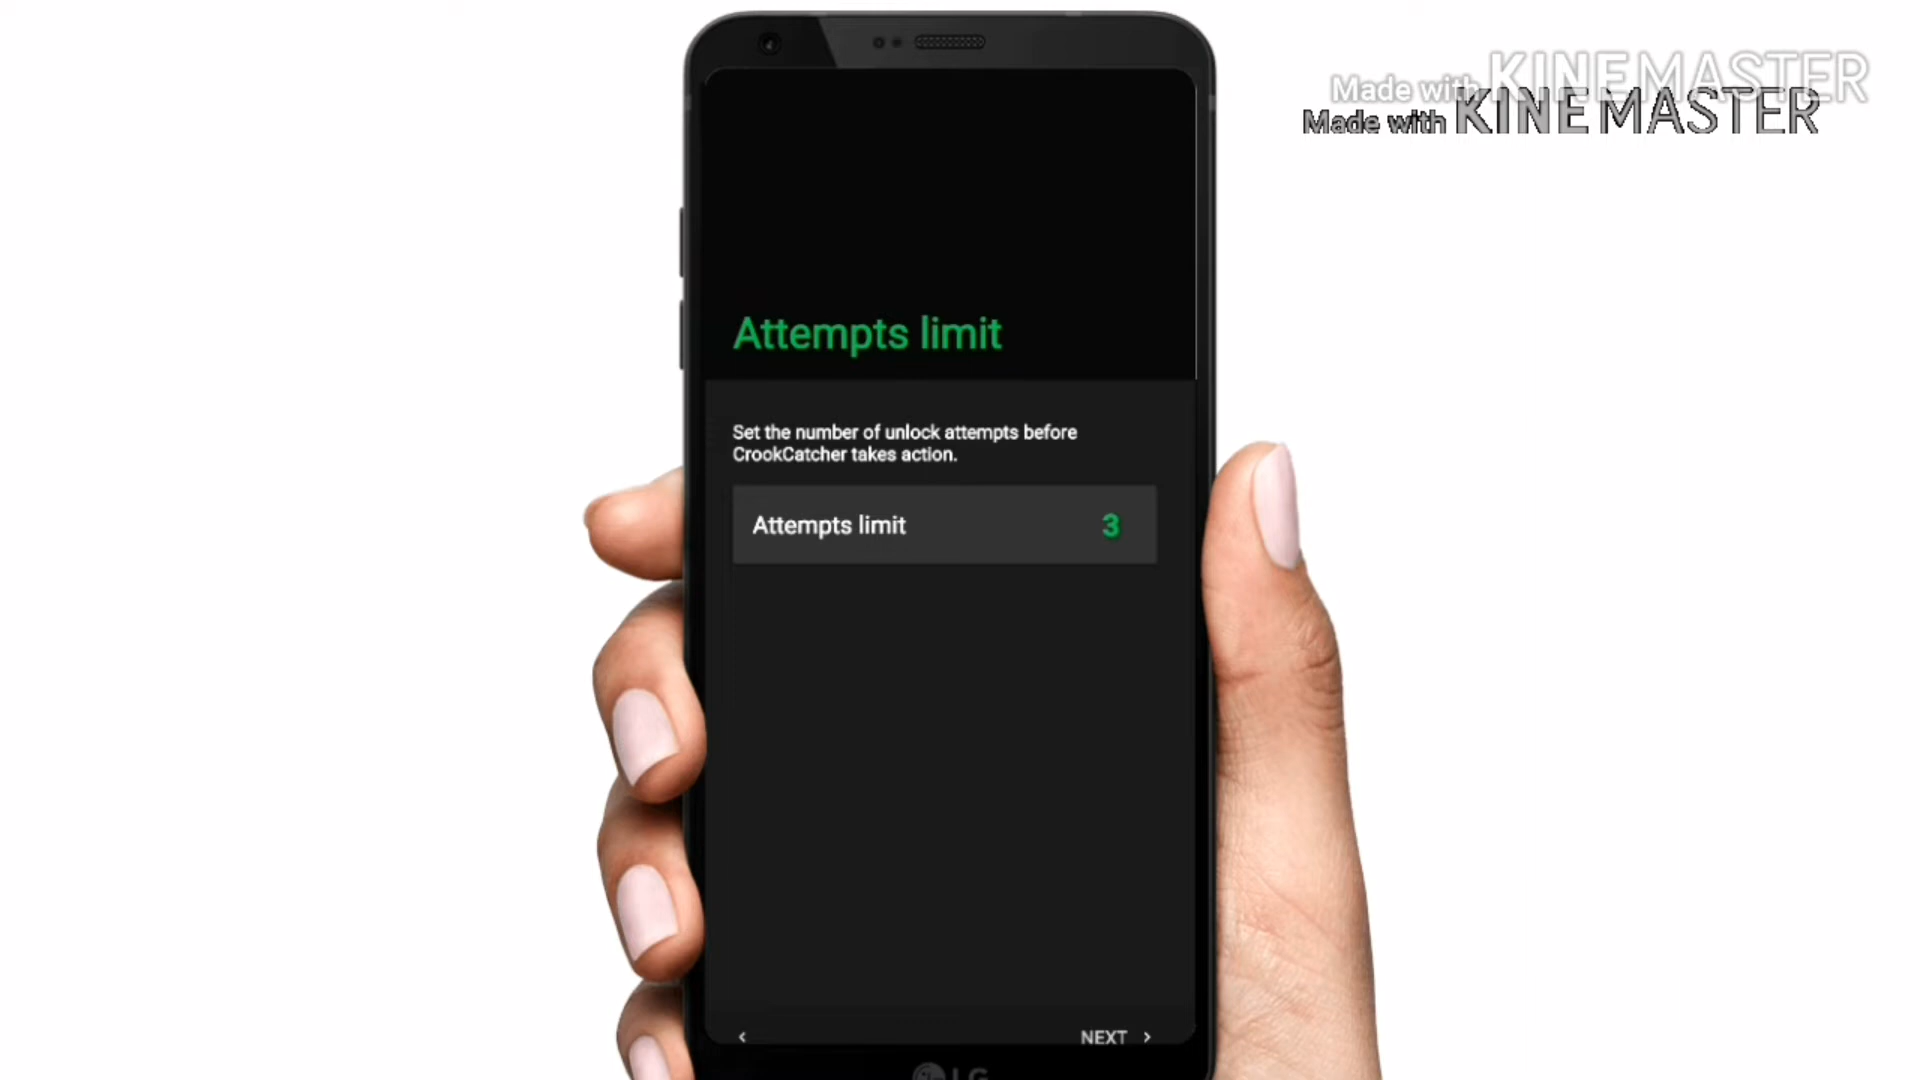 Made with KINEMASTER
Made with KINEMASTER
Attempts limit
Set the number of unlock attempts before
CrookCatcher takes action.
Attempts limit 3
NEXT
LG